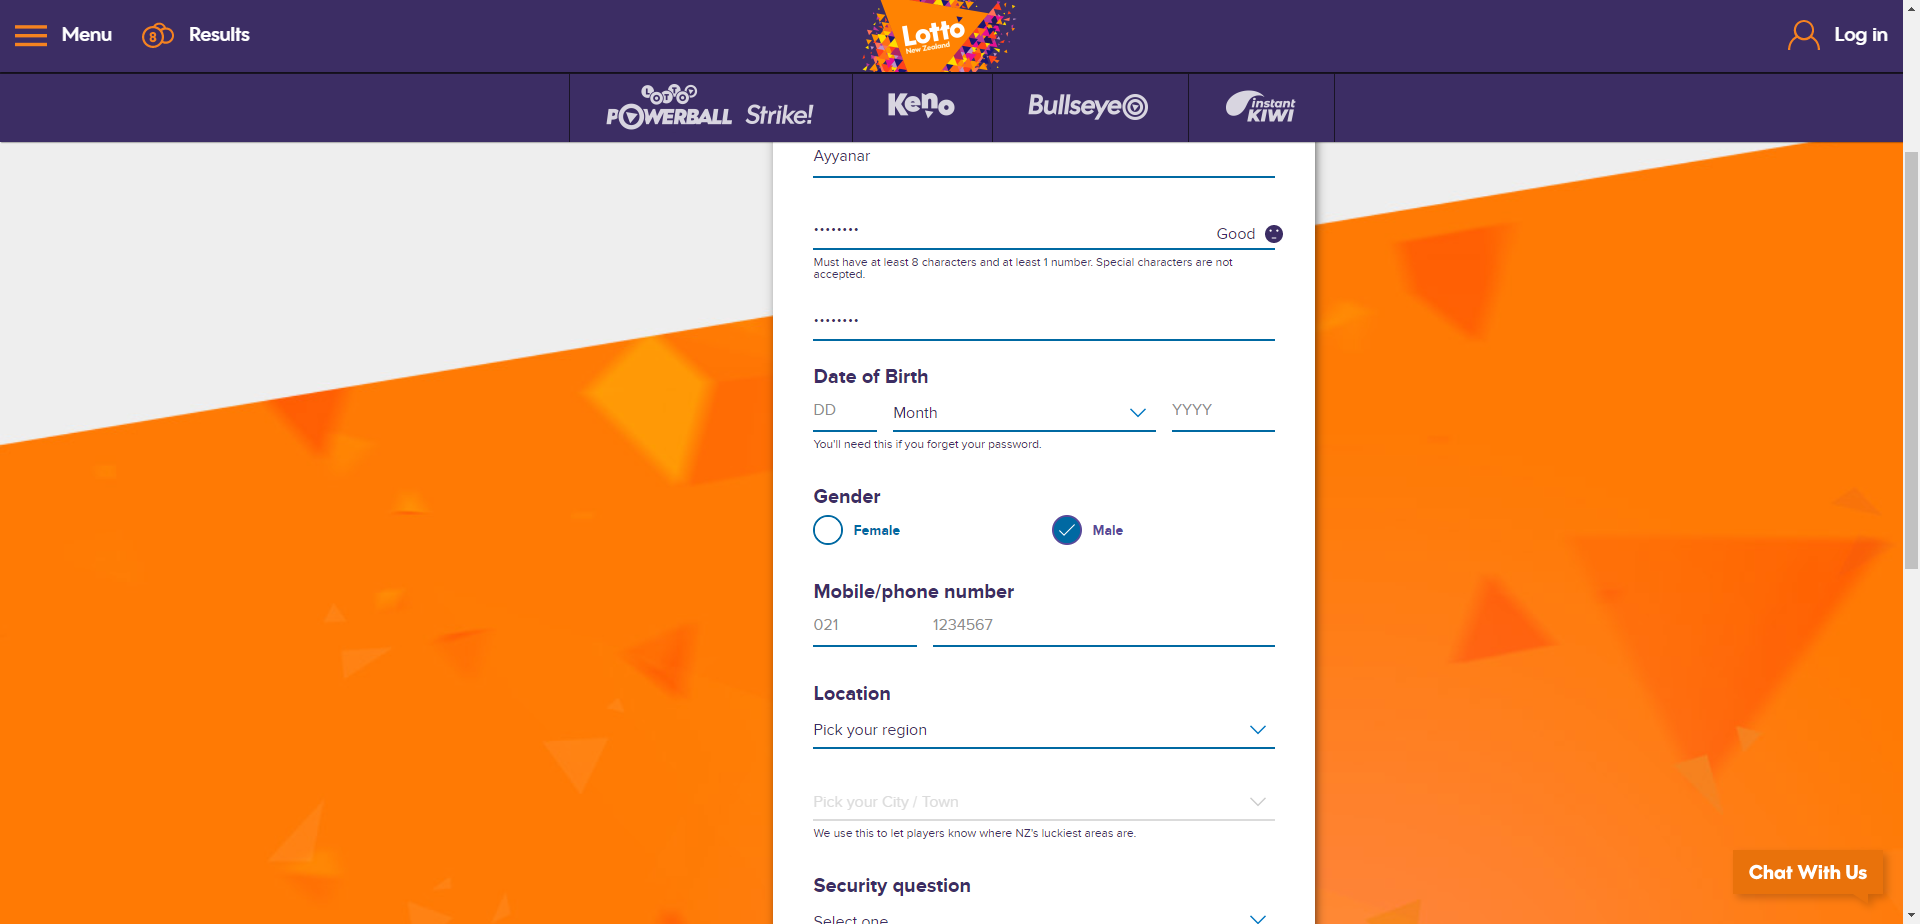 Menu
8
Results
Lotto
New Zealand
Log in
LOTTO
POWERBALL Strike!
Keno
Bullseye
instant
KIWI
Ayyanar
••••••••
Good
Must have at least 8 characters and at least 1 number. Special characters are not
accepted.
••••••••
Date of Birth
DD
Month
YYYY
You'll need this if you forget your password.
Gender
Female
Male
Mobile/phone number
021
1234567
Location
Pick your region
Pick your City / Town
We use this to let players know where NZ's luckiest areas are.
Security question
Select one
Chat With Us